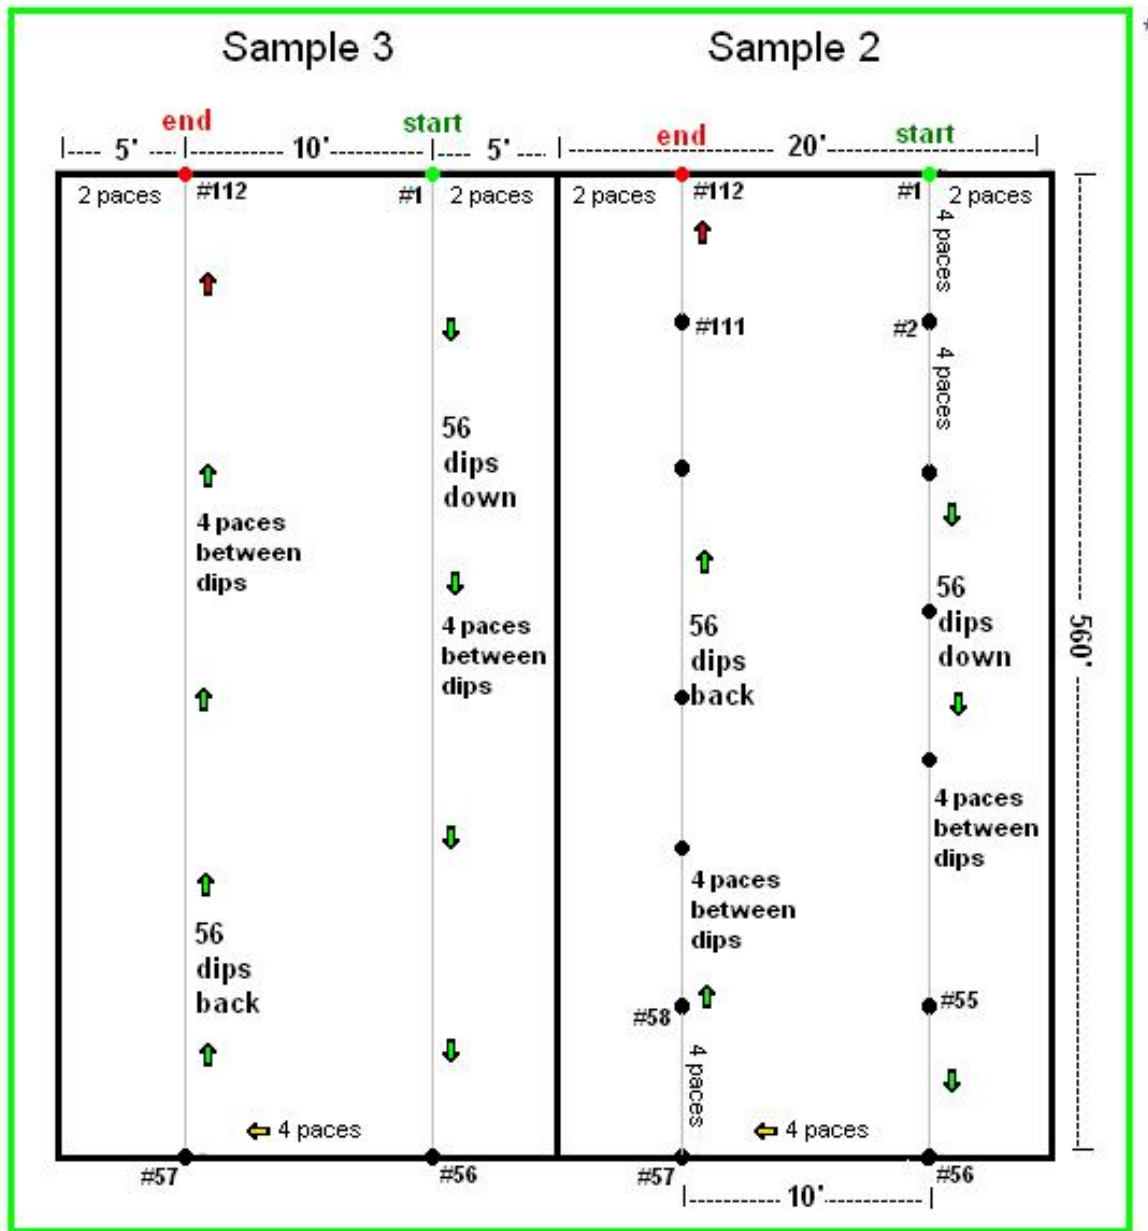 Sample 3
Sample 2
*
end
start
end
start
5'
10'
5'
20'
2 paces
#112
#1
2 paces
2 paces
#112
#1
2 paces
4 paces
#111
#2
4 paces
56
dips
down
4 paces
between
dips
4 paces
between
dips
56
dips
back
56
dips
down
560'
4 paces
between
dips
4 paces
between
dips
56
dips
back
#58
#55
4 paces
4 paces
4 paces
#57
#56
#57
#56
10'